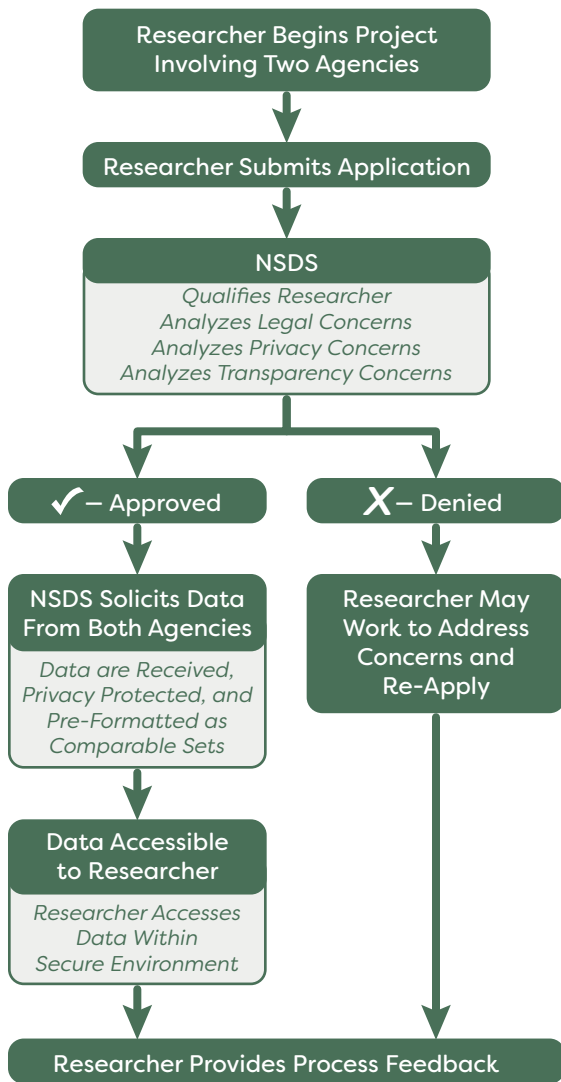 Researcher Begins Project
Involving Two Agencies
Researcher Submits Application
NSDS
Qualifies Researcher
Analyzes Legal Concerns
Analyzes Privacy Concerns
Analyzes Transparency Concerns
✓ – Approved
X – Denied
NSDS Solicits Data
From Both Agencies
Data are Received,
Privacy Protected, and
Pre-Formatted as
Comparable Sets
Researcher May
Work to Address
Concerns and
Re-Apply
Data Accessible
to Researcher
Researcher Accesses
Data Within
Secure Environment
Researcher Provides Process Feedback